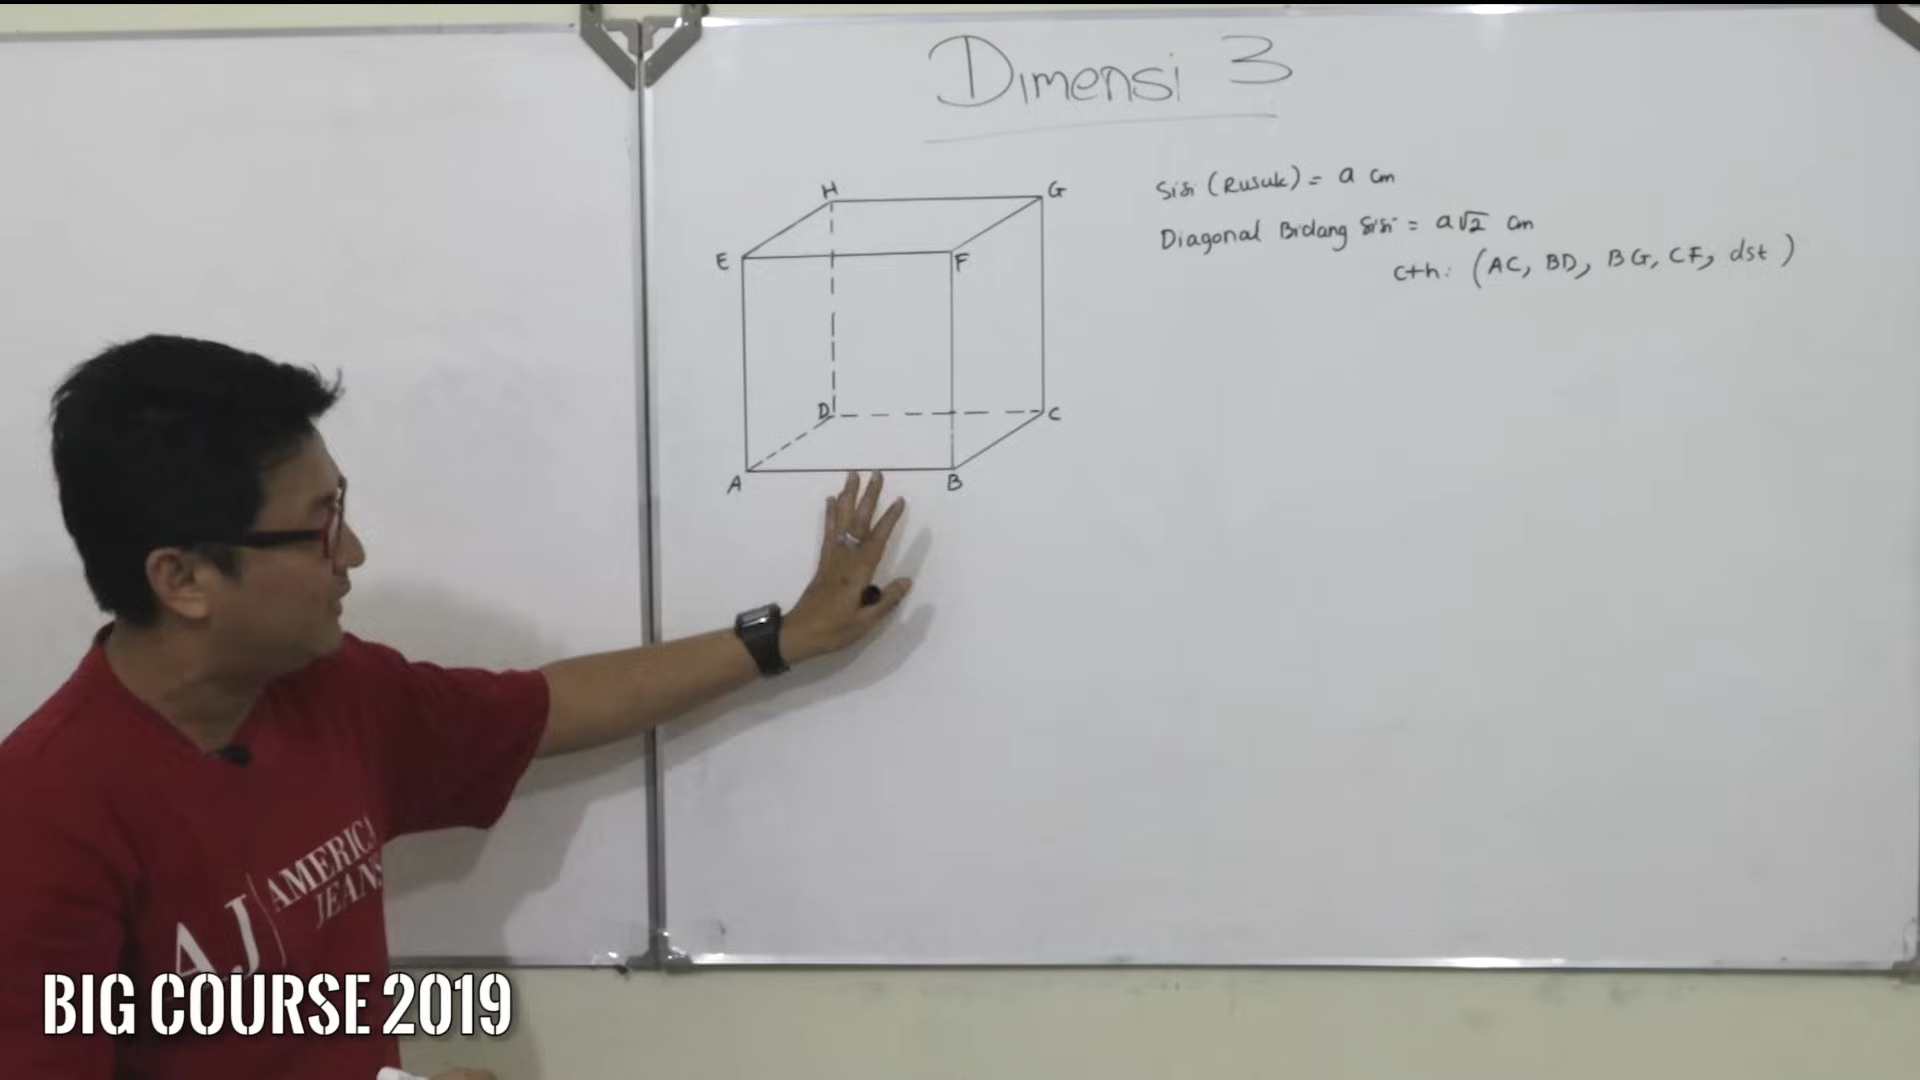 Dimensi 3
H
G
E
F
D
C
A
B
Sisi (Rusuk) = a cm
Diagonal Bidang Sisi = a√2 cm
cth: (AC, BD, BG, CF, dst)
AJ
AMERICA
JEANS
BIG COURSE 2019